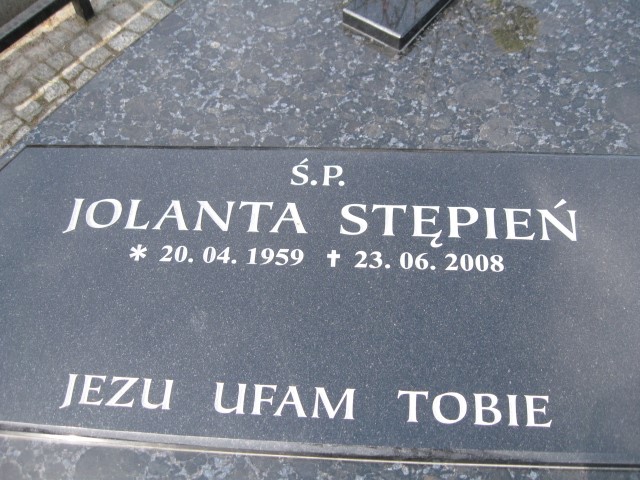 Ś.P.
JOLANTA STĘPIEŃ
* 20. 04. 1959 ✝ 23. 06. 2008
JEZU UFAM TOBIE